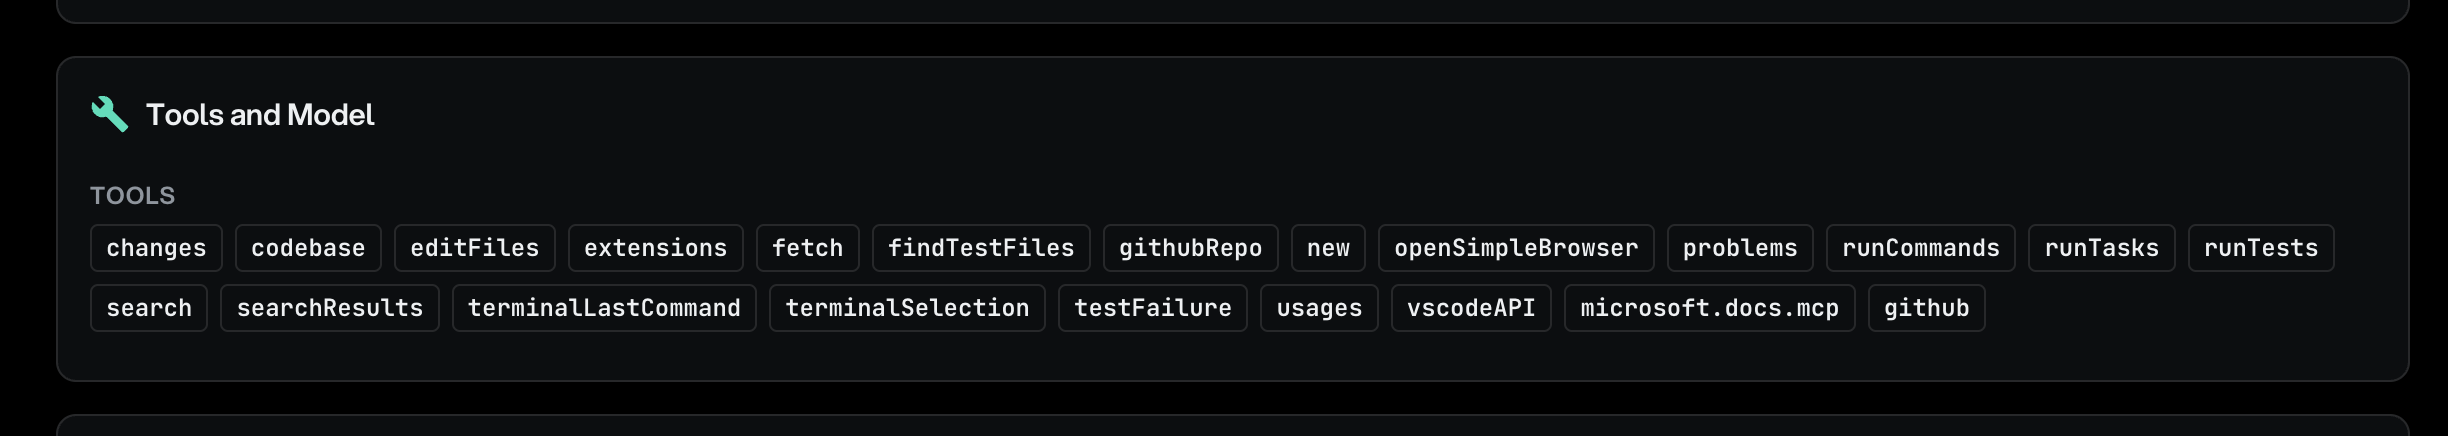 Tools and Model
TOOLS
changes codebase editFiles extensions fetch findTestFiles githubRepo new openSimpleBrowser problems runCommands runTasks runTests
search searchResults terminalLastCommand terminalSelection testFailure usages vscodeAPI microsoft.docs.mcp github